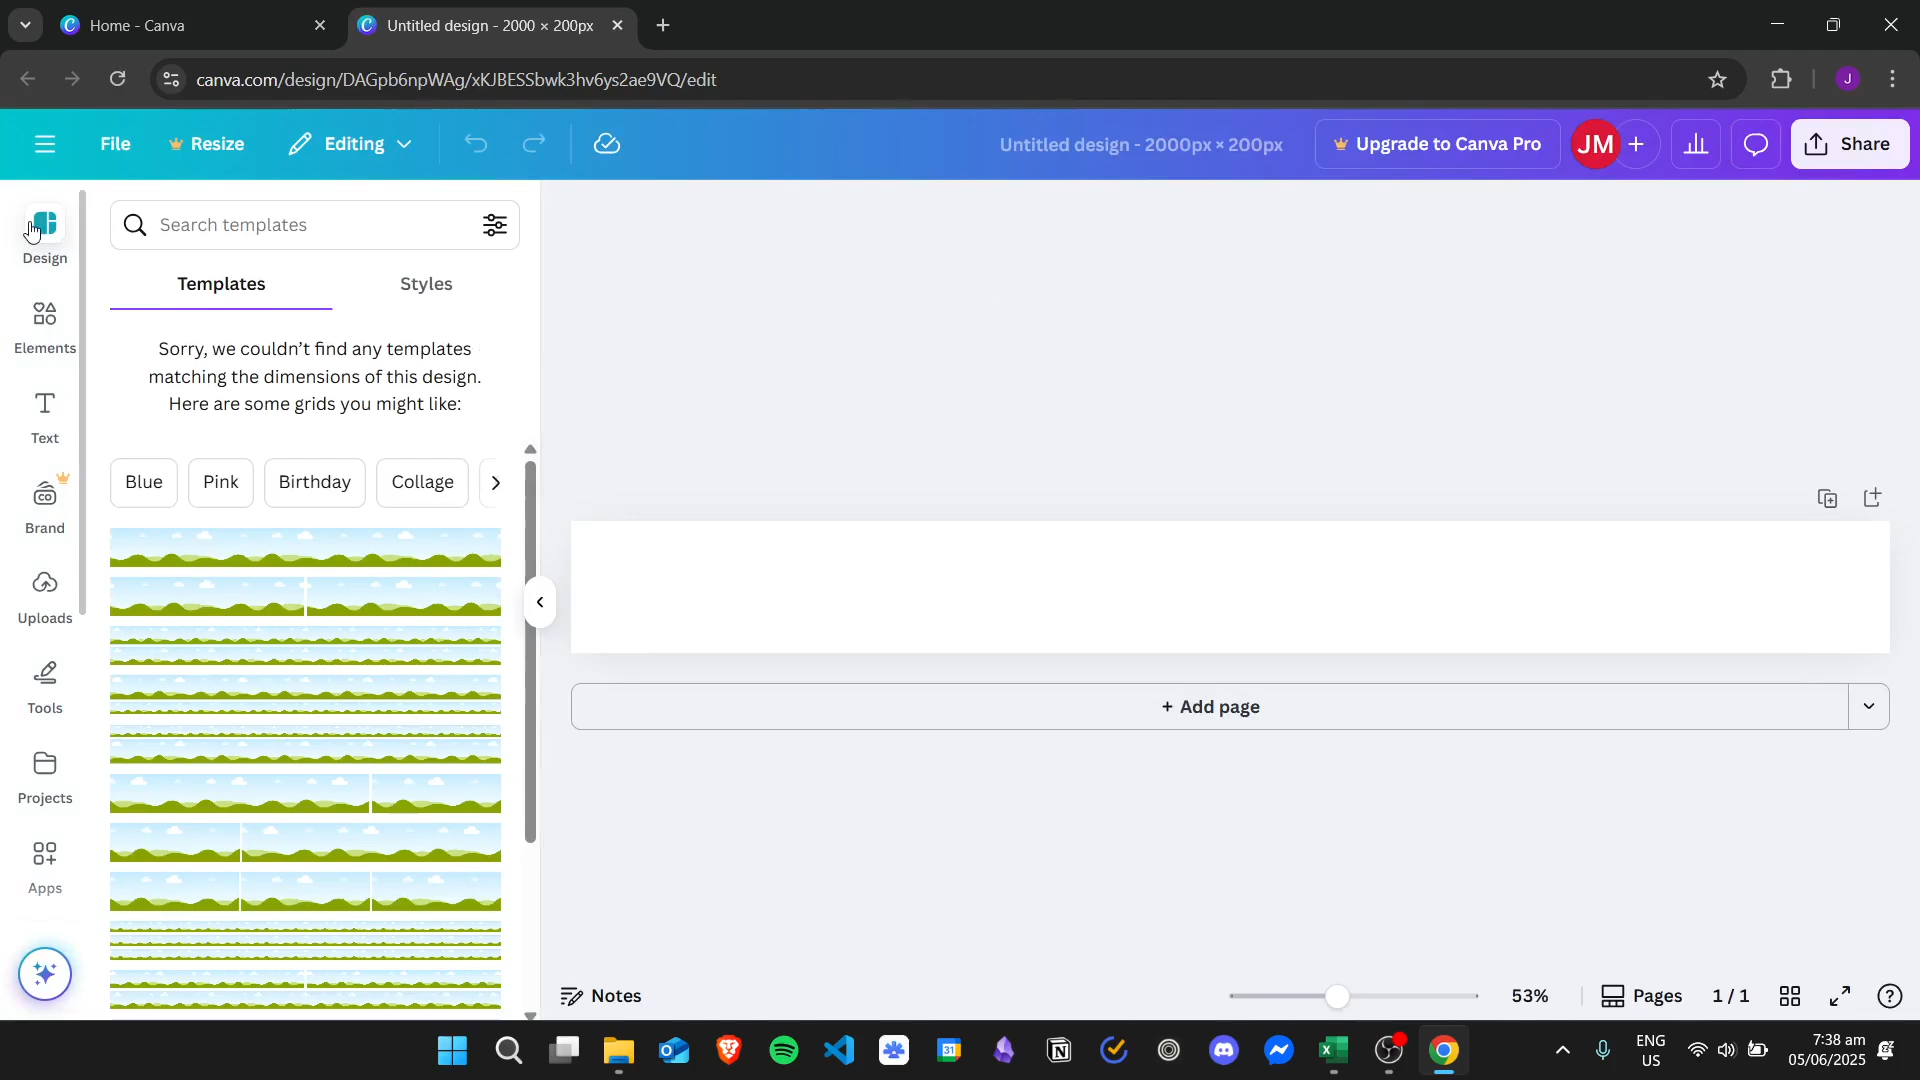 Home - Canva
Untitled design - 2000 × 200px
canva.com/design/DAGpb6npWAg/xKJBESSbwk3hv6ys2ae9VQ/edit
J
File
Resize
Editing
Untitled design - 2000px × 200px
Upgrade to Canva Pro
JM
Share
Design
Elements
Text
Brand
Uploads
Tools
Projects
Apps
Search templates
Templates
Styles
Sorry, we couldn't find any templates
matching the dimensions of this design.
Here are some grids you might like:
Blue
Pink
Birthday
Collage
+ Add page
Notes
53%
Pages
1 / 1
ENG
US
7:38 am
05/06/2025